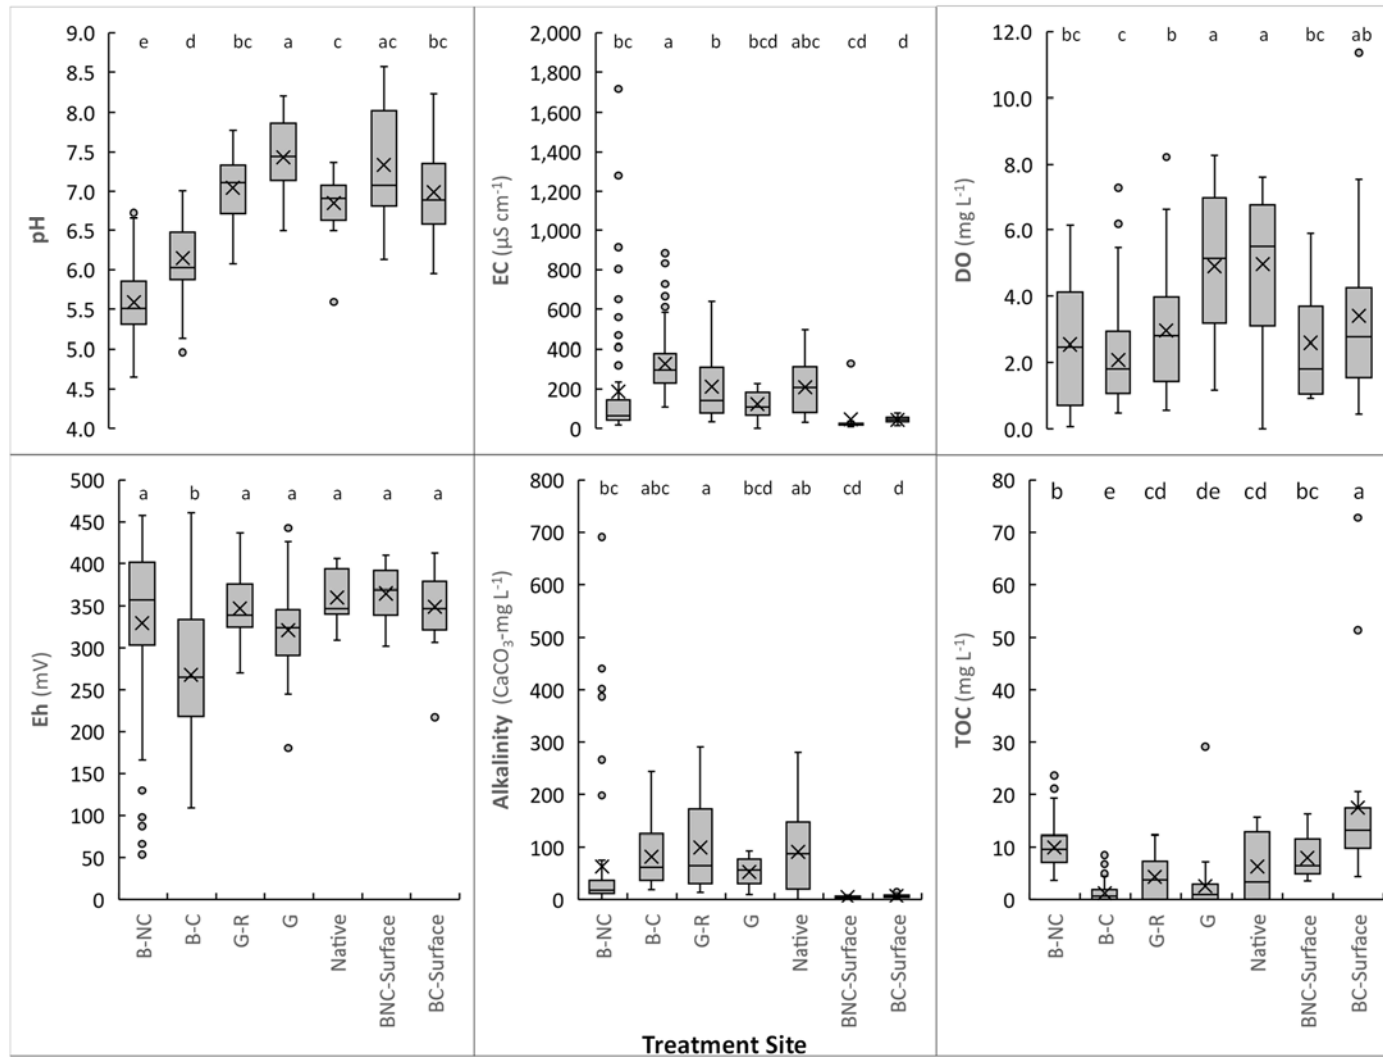 9.0
8.5
8.0
7.5
7.0
6.5
6.0
5.5
5.0
4.5
4.0
pH
e d bc a c ac bc
2,000
1,800
1,600
1,400
1,200
1,000
800
600
400
200
0
EC (µS cm⁻¹)
bc a b bcd abc cd d
12.0
10.0
8.0
6.0
4.0
2.0
0.0
DO (mg L⁻¹)
bc c b a a bc ab
500
450
400
350
300
250
200
150
100
50
0
Eh (mV)
a b a a a a a
B-NC
B-C
G-R
G
Native
BNC-Surface
BC-Surface
800
700
600
500
400
300
200
100
0
Alkalinity (CaCO₃-mg L⁻¹)
bc abc a bcd ab cd d
B-NC
B-C
G-R
G
Native
BNC-Surface
BC-Surface
80
70
60
50
40
30
20
10
0
TOC (mg L⁻¹)
b e cd de cd bc a
B-NC
B-C
G-R
G
Native
BNC-Surface
BC-Surface
Treatment Site